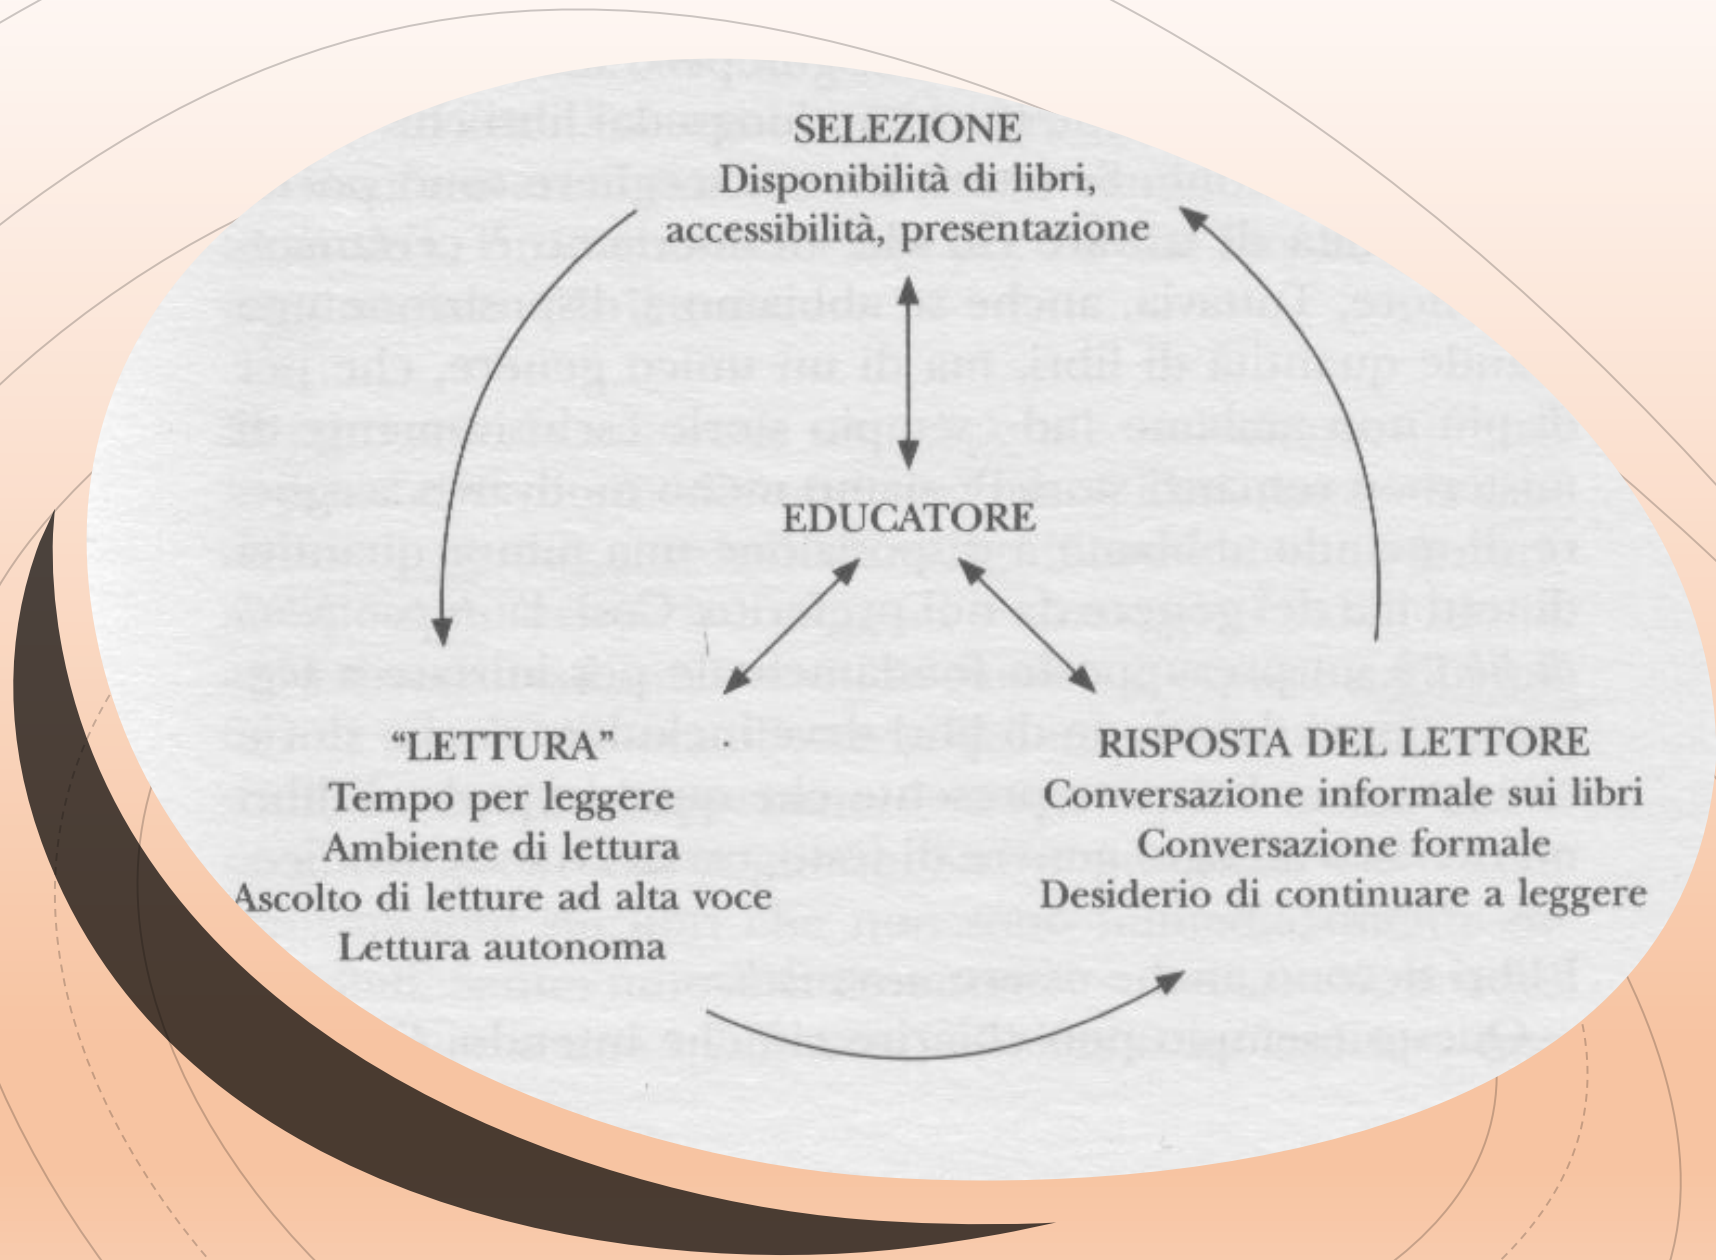 SELEZIONE
Disponibilità di libri,
accessibilità, presentazione
EDUCATORE
“LETTURA”
Tempo per leggere
Ambiente di lettura
Ascolto di letture ad alta voce
Lettura autonoma
RISPOSTA DEL LETTORE
Conversazione informale sui libri
Conversazione formale
Desiderio di continuare a leggere